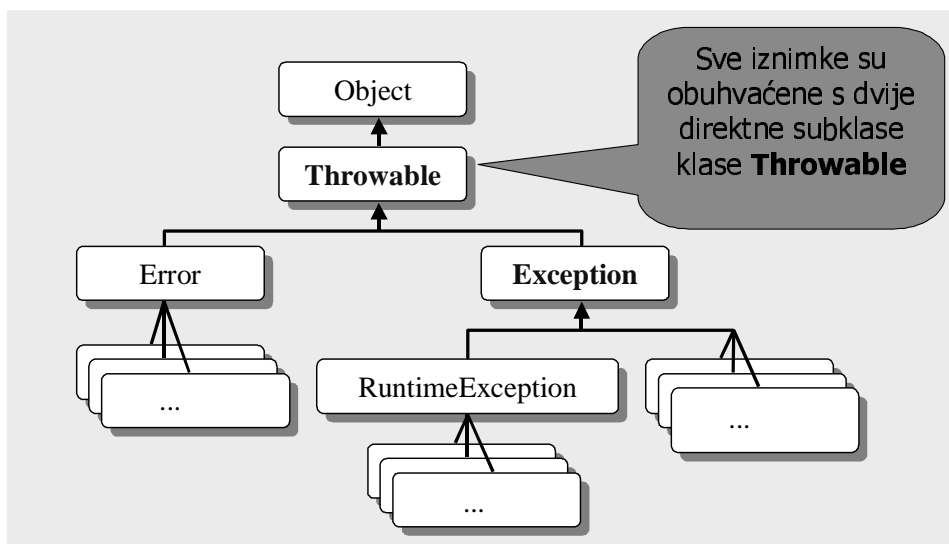 Sve iznimke su
obuhvaćene s dvije
direktne subklase
klase Throwable
Object
Throwable
Error
Exception
...
RuntimeException
...
...